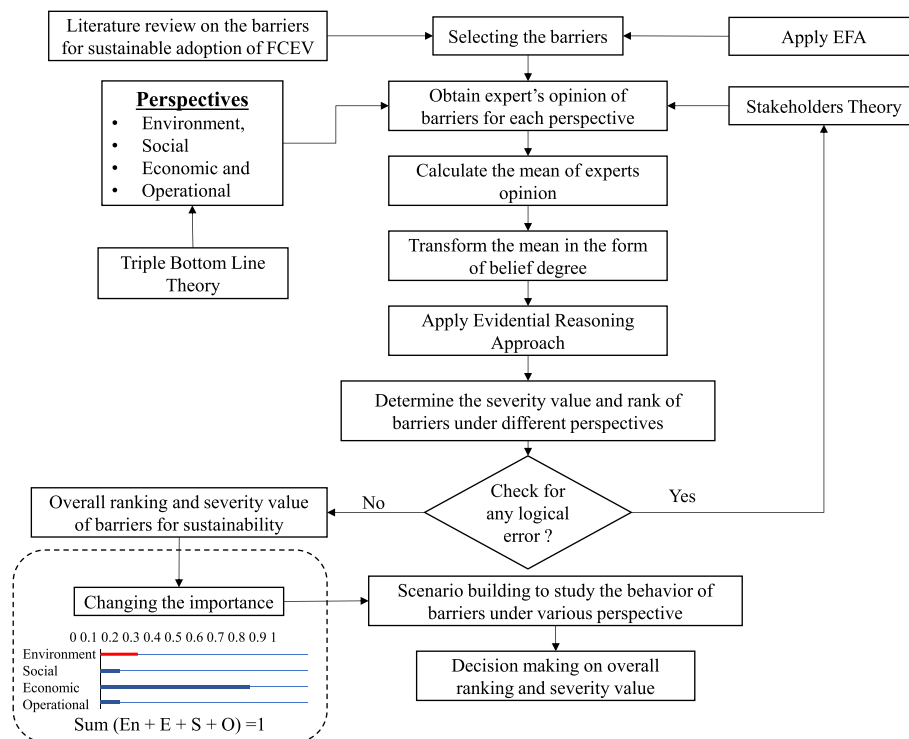 Literature review on the barriers
for sustainable adoption of FCEV
Selecting the barriers
Apply EFA
Perspectives
• Environment,
• Social
• Economic and
• Operational
Obtain expert's opinion of
barriers for each perspective
Stakeholders Theory
Calculate the mean of experts
opinion
Triple Bottom Line
Theory
Transform the mean in the form
of belief degree
Apply Evidential Reasoning
Approach
Determine the severity value and rank of
barriers under different perspectives
Check for
any logical
error ?
No
Yes
Overall ranking and severity value
of barriers for sustainability
Changing the importance
Scenario building to study the behavior of
barriers under various perspective
0 0.1 0.2 0.3 0.4 0.5 0.6 0.7 0.8 0.9 1
Environment
Social
Economic
Operational
Sum (En + E + S + O) =1
Decision making on overall
ranking and severity value